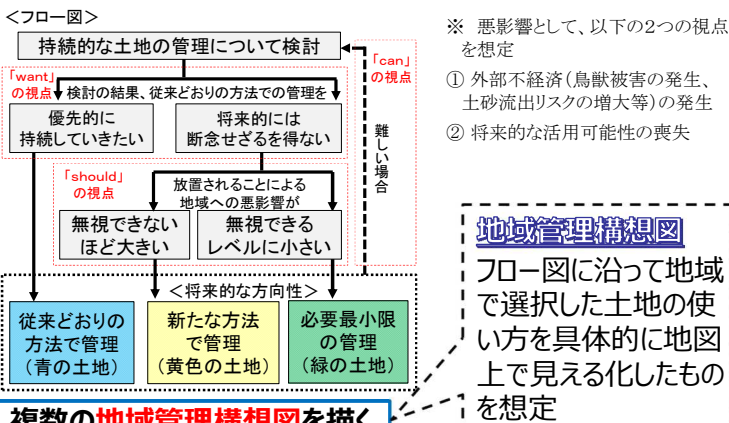 <フロー図>
持続的な土地の管理について検討
「can」
の視点
「want」
の視点
検討の結果、従来どおりの方法での管理を
優先的に
持続していきたい
将来的には
断念せざるを得ない
難しい場合
「should」
の視点
放置されることによる
地域への悪影響が
無視できない
ほど大きい
無視できる
レベルに小さい
<将来的な方向性>
従来どおりの
方法で管理
(青の土地)
新たな方法
で管理
(黄色の土地)
必要最小限
の管理
(緑の土地)
複数の地域管理構想図を描く
※ 悪影響として、以下の2つの視点
を想定
① 外部不経済(鳥獣被害の発生、
土砂流出リスクの増大等)の発生
② 将来的な活用可能性の喪失
地域管理構想図
フロー図に沿って地域
で選択した土地の使
い方を具体的に地図
上で見える化したもの
を想定